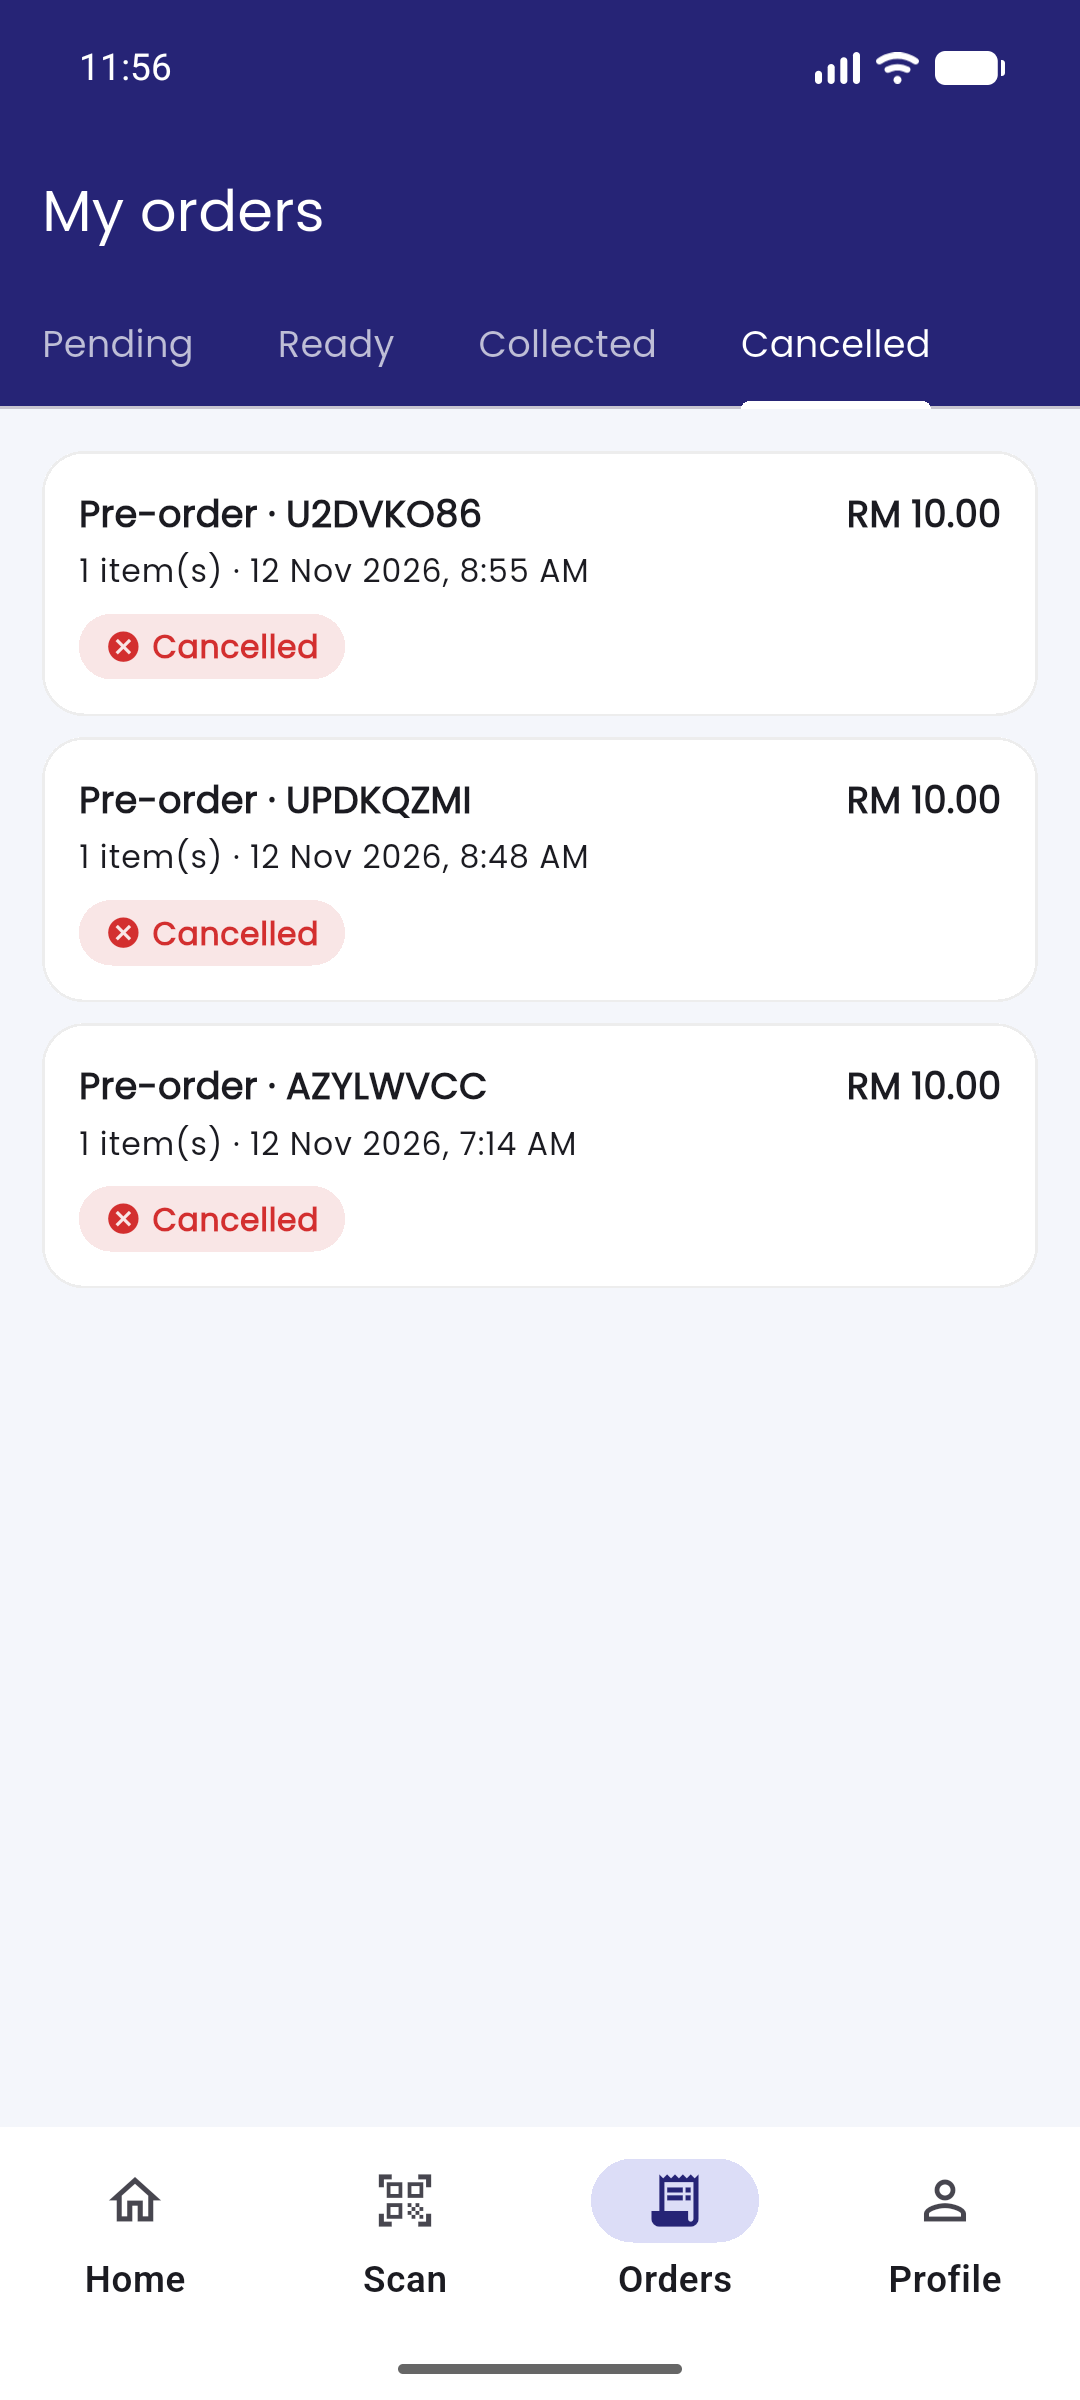 11:56
My orders
Pending Ready Collected Cancelled
Pre-order · U2DVKO86 RM 10.00
1 item(s) · 12 Nov 2026, 8:55 AM
Cancelled
Pre-order · UPDKQZMI RM 10.00
1 item(s) · 12 Nov 2026, 8:48 AM
Cancelled
Pre-order · AZYLWVCC RM 10.00
1 item(s) · 12 Nov 2026, 7:14 AM
Cancelled
Home Scan Orders Profile